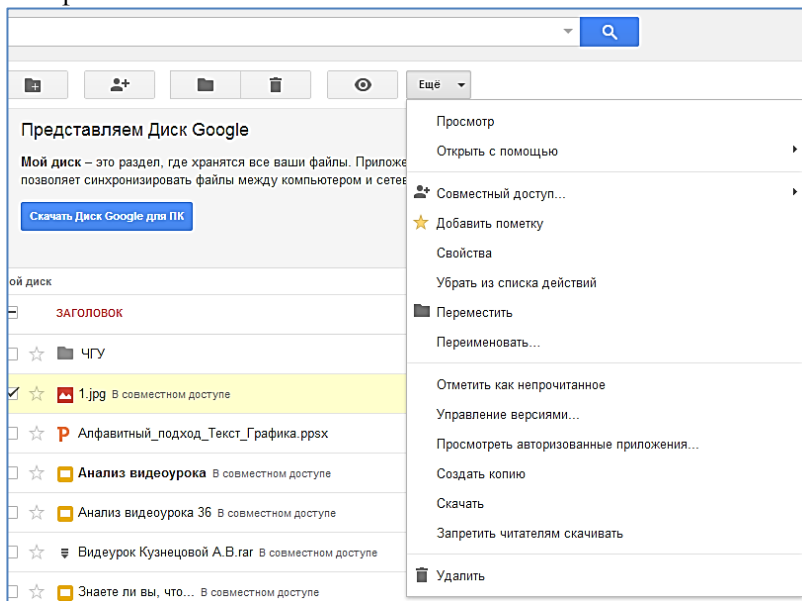 Ещё
Представляем Диск Google
Мой диск – это раздел, где хранятся все ваши файлы. Приложе
позволяет синхронизировать файлы между компьютером и сетев
Скачать Диск Google для ПК
ой диск
ЗАГОЛОВОК
ЧГУ
1.jpg В совместном доступе
Алфавитный_подход_Текст_Графика.ppsx
Анализ видеоурока В совместном доступе
Анализ видеоурока 36 В совместном доступе
Видеурок Кузнецовой А.В.rar В совместном доступе
Знаете ли вы, что... В совместном доступе
Просмотр
Открыть с помощью
Совместный доступ...
Добавить пометку
Свойства
Убрать из списка действий
Переместить
Переименовать...
Отметить как непрочитанное
Управление версиями...
Просмотреть авторизованные приложения...
Создать копию
Скачать
Запретить читателям скачивать
Удалить